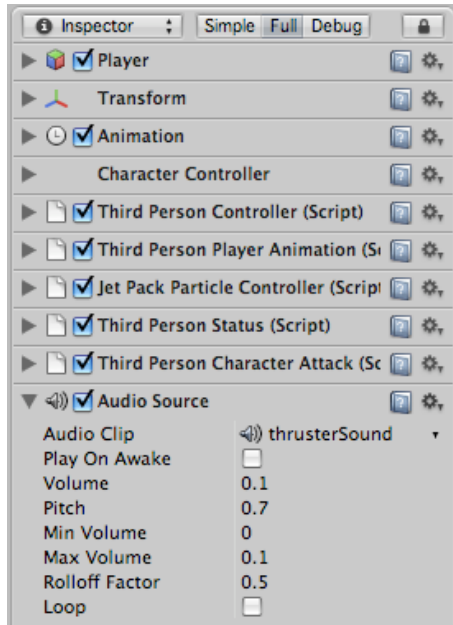 Inspector Simple Full Debug
Player
Transform
Animation
Character Controller
Third Person Controller (Script)
Third Person Player Animation (S
Jet Pack Particle Controller (Script
Third Person Status (Script)
Third Person Character Attack (Sc
Audio Source
Audio Clip thrusterSound
Play On Awake
Volume 0.1
Pitch 0.7
Min Volume 0
Max Volume 0.1
Rolloff Factor 0.5
Loop